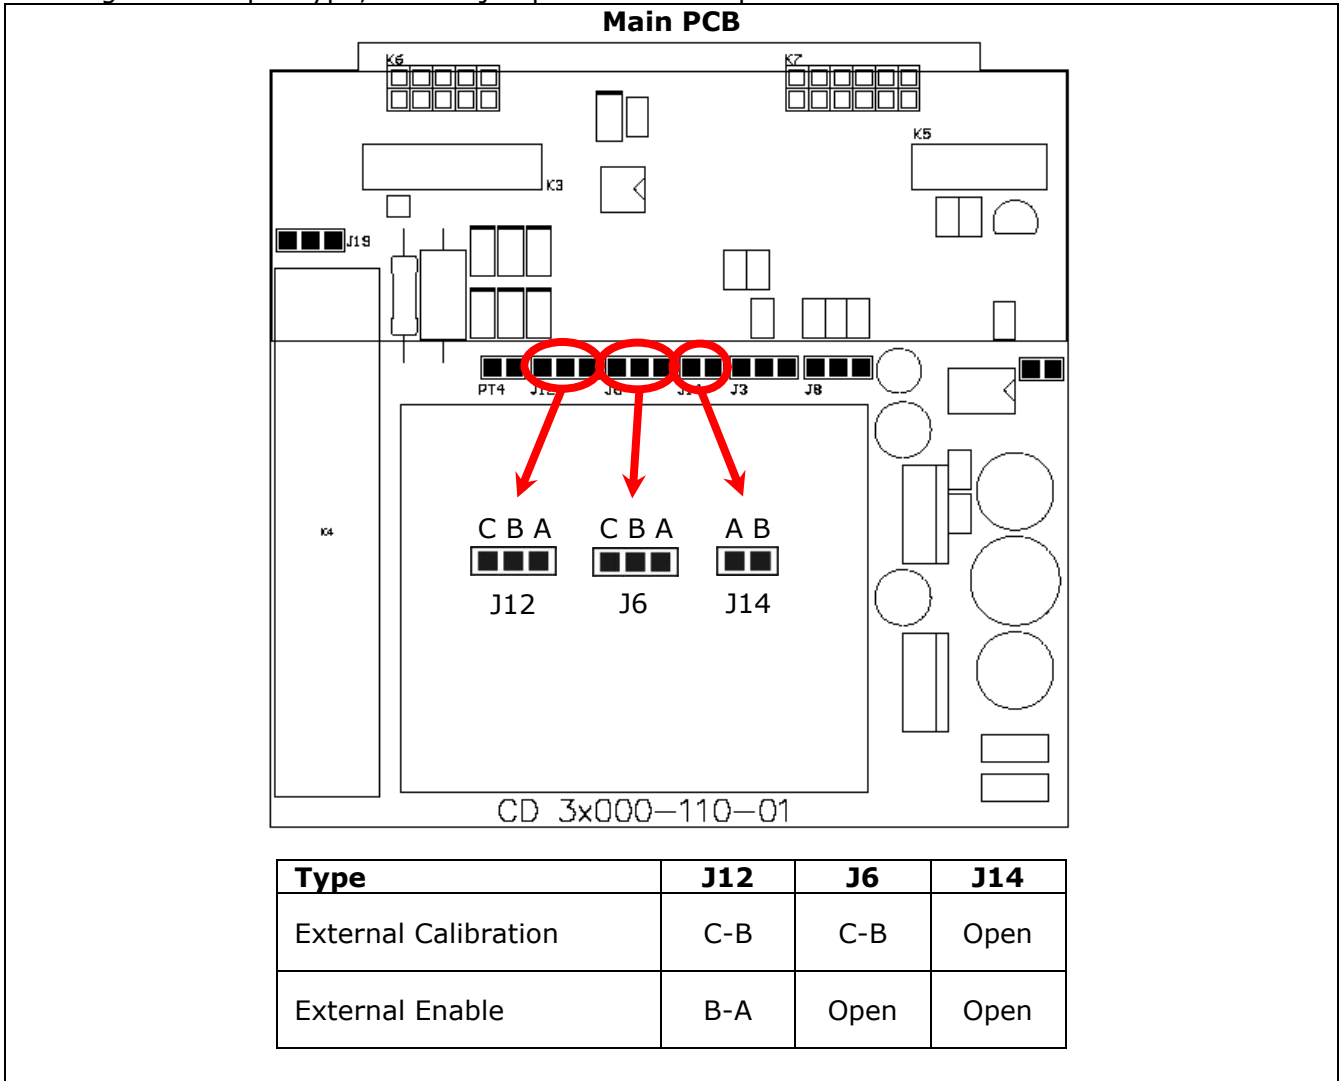 Main PCB
K6
K7
K5
K3
J19
PT4 J3 J8
K4
C B A C B A A B
J12 J6 J14
CD 3x000-110-01
Type J12 J6 J14
External Calibration C-B C-B Open
External Enable B-A Open Open